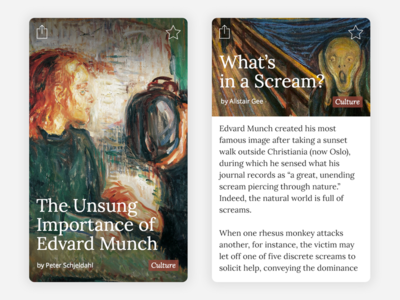 The Unsung
Importance of
Edvard Munch
by Peter Schjeldahl
Culture
What's
in a Scream?
by Alistair Gee
Culture
Edvard Munch created his most
famous image after taking a sunset
walk outside Christiania (now Oslo),
during which he sensed what his
journal records as “a great, unending
scream piercing through nature.”
Indeed, the natural world is full of
screams.
When one rhesus monkey attacks
another, for instance, the victim may
let off one of five discrete screams to
solicit help, conveying the dominance